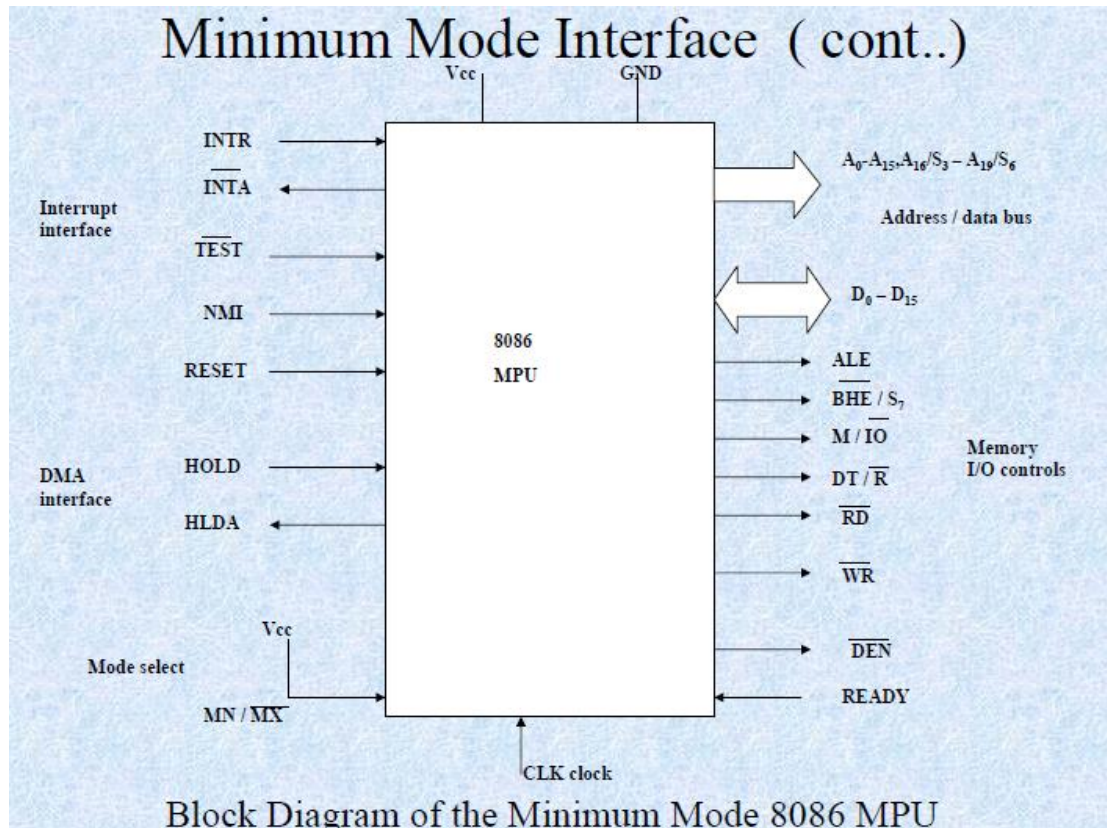 Minimum Mode Interface ( cont..)
Vcc
GND
INTR
INTA
Interrupt
interface
TEST
NMI
RESET
DMA
interface
HOLD
HLDA
Vcc
Mode select
MN / MX
8086
MPU
A0-A15,A16/S3 – A19/S6
Address / data bus
D0 – D15
ALE
BHE / S7
M / IO
Memory
I/O controls
DT / R
RD
WR
DEN
READY
CLK clock
Block Diagram of the Minimum Mode 8086 MPU